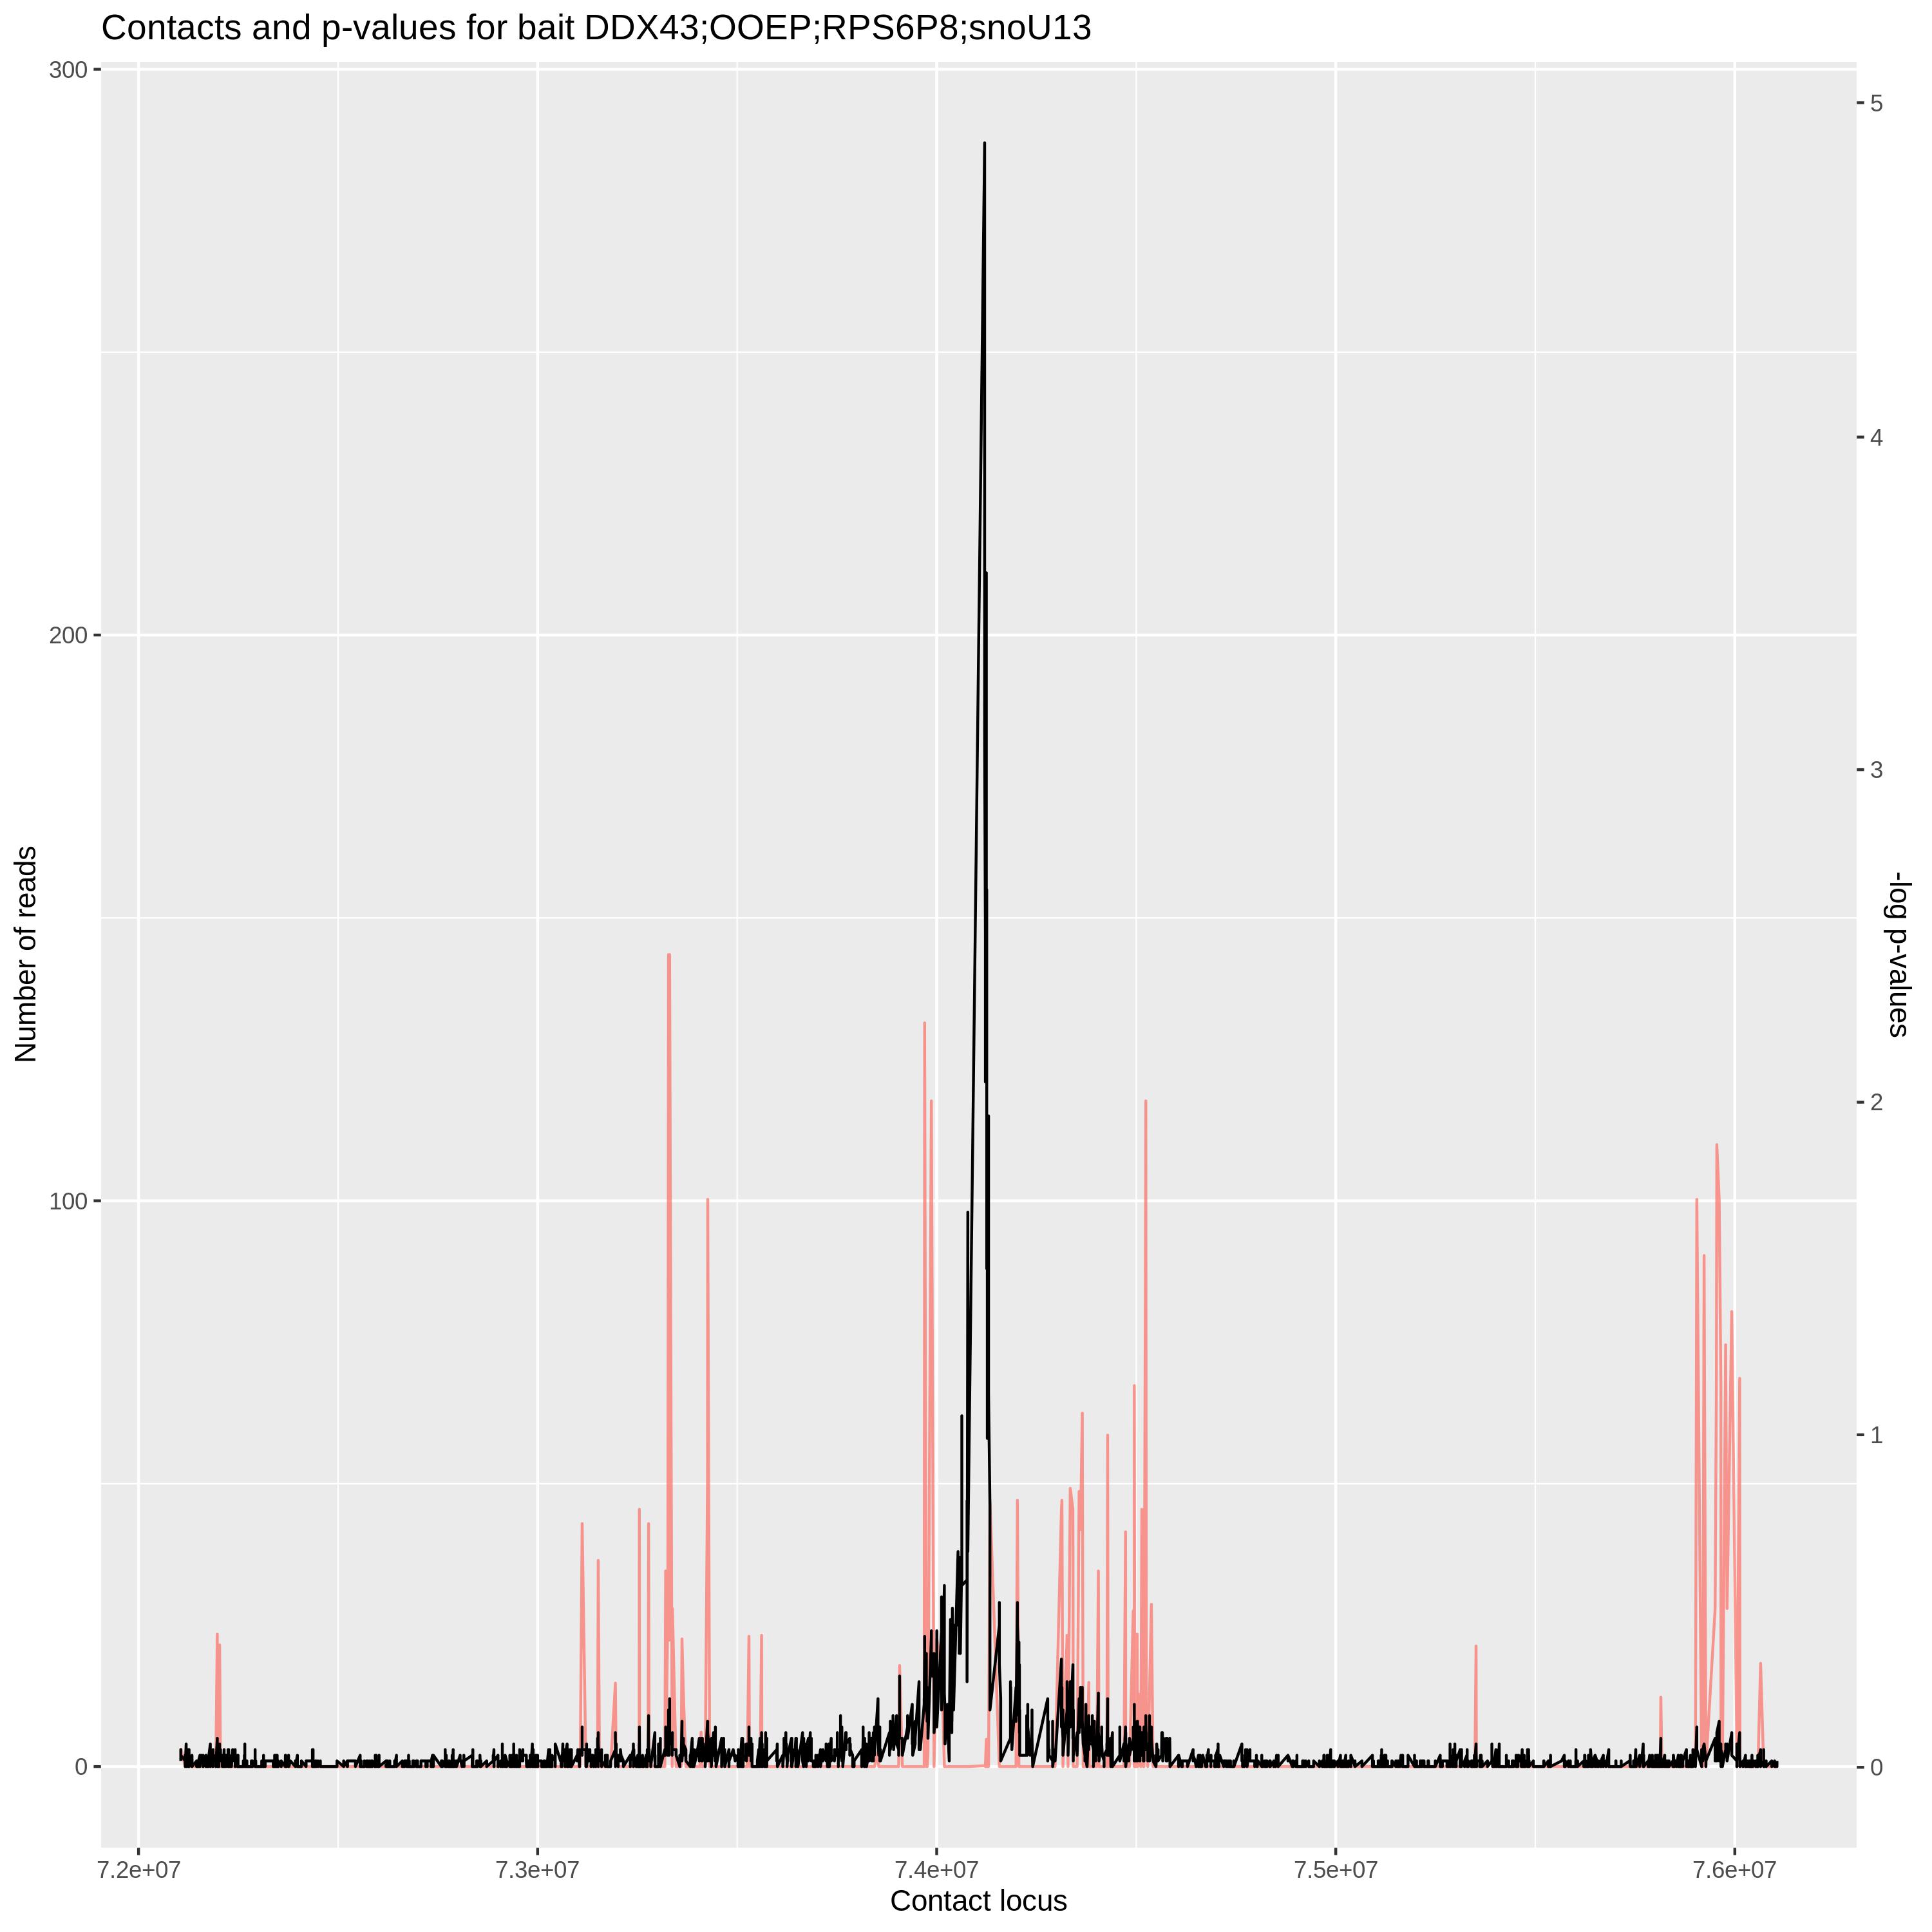 Contacts and p-values for bait DDX43;OOEP;RPS6P8;snoU13
300
200
100
0
Number of reads
5
4
3
2
1
0
-log p-values
7.2e+07
7.3e+07
7.4e+07
7.5e+07
7.6e+07
Contact locus